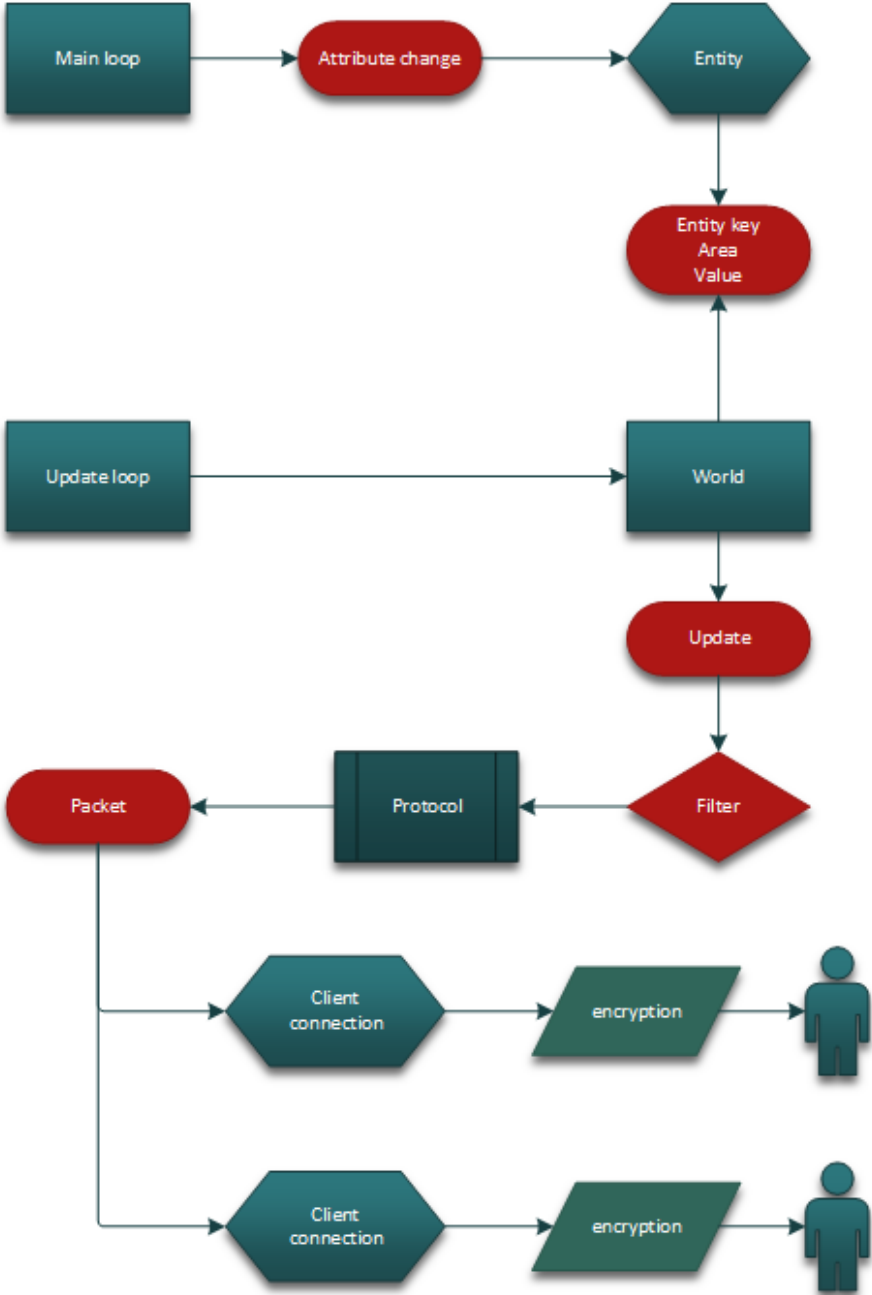 Main loop
Attribute change
Entity
Entity key
Area
Value
Update loop
World
Update
Packet
Protocol
Filter
Client
connection
encryption
Client
connection
encryption